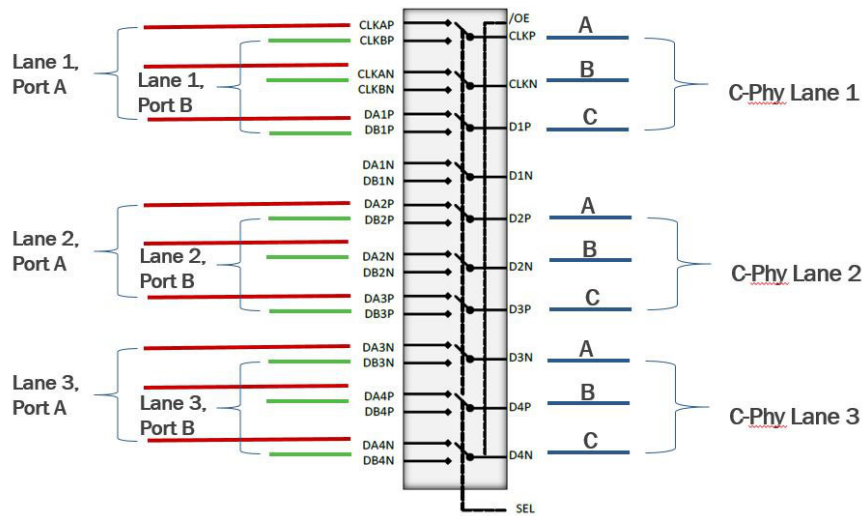 Lane 1,
Port A
Lane 1,
Port B
CLKAP
CLKBP
CLKAN
CLKBN
DA1P
DB1P
DA1N
DB1N
Lane 2,
Port A
Lane 2,
Port B
DA2P
DB2P
DA2N
DB2N
DA3P
DB3P
Lane 3,
Port A
Lane 3,
Port B
DA3N
DB3N
DA4P
DB4P
DA4N
DB4N
/OE
CLKP
CLKN
D1P
D1N
D2P
D2N
D3P
D3N
D4P
D4N
SEL
A
B
C
C-Phy Lane 1
A
B
C
C-Phy Lane 2
A
B
C
C-Phy Lane 3